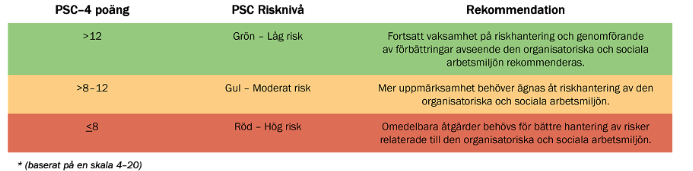 PSC–4 poäng PSC Risknivå Rekommendation
>12 Grön – Låg risk Fortsatt vaksamhet på riskhantering och genomförande
av förbättringar avseende den organisatoriska och sociala
arbetsmiljön rekommenderas.
>8–12 Gul – Moderat risk Mer uppmärksamhet behöver ägnas åt riskhantering av den
organisatoriska och sociala arbetsmiljön.
≤8 Röd – Hög risk Omedelbara åtgärder behövs för bättre hantering av risker
relaterade till den organisatoriska och sociala arbetsmiljön.
* (baserat på en skala 4–20)